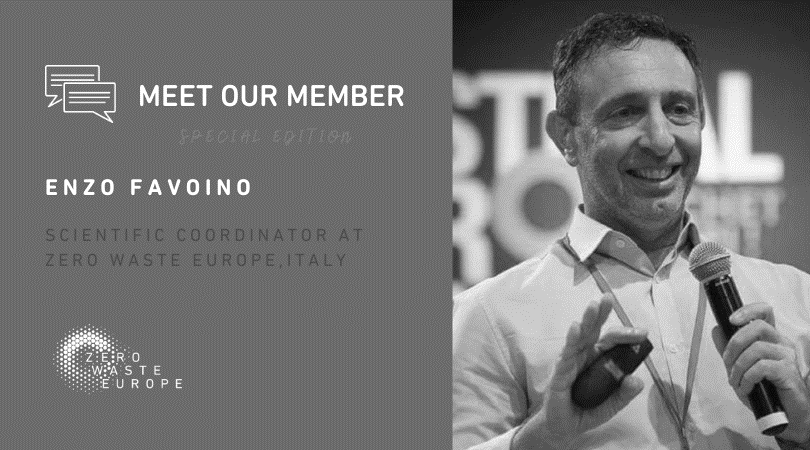 MEET OUR MEMBER
SPECIAL EDITION
ENZO FAVOINO
SCIENTIFIC COORDINATOR AT
ZERO WASTE EUROPE,ITALY
ZERO
WASTE
EUROPE